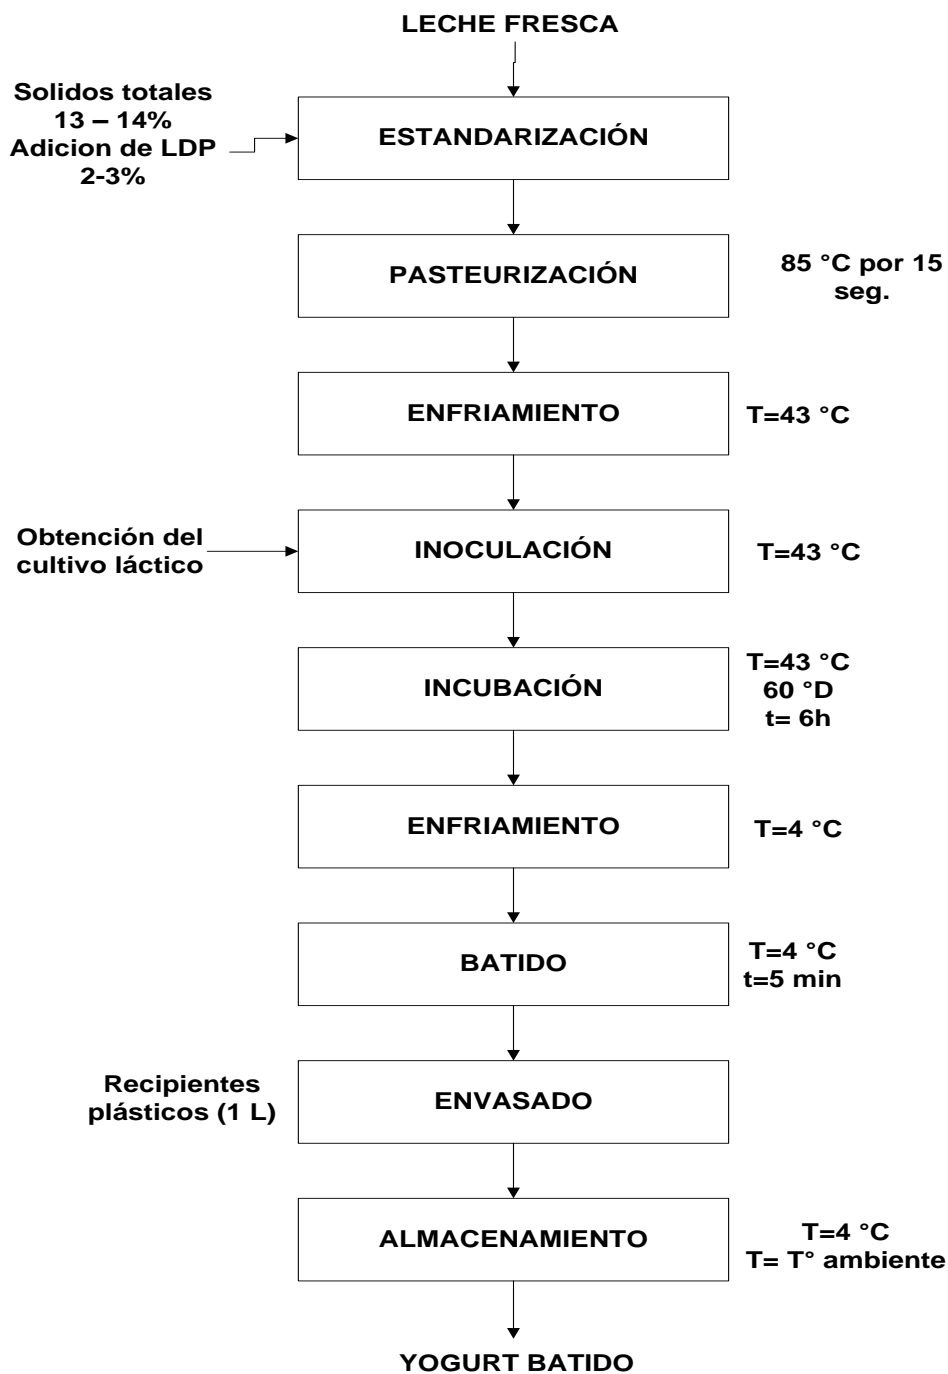 LECHE FRESCA
Solidos totales
13 – 14%
Adicion de LDP
2-3%
ESTANDARIZACIÓN
PASTEURIZACIÓN
85 °C por 15
seg.
ENFRIAMIENTO
T=43 °C
Obtención del
cultivo láctico
INOCULACIÓN
T=43 °C
INCUBACIÓN
T=43 °C
60 °D
t= 6h
ENFRIAMIENTO
T=4 °C
BATIDO
T=4 °C
t=5 min
Recipientes
plásticos (1 L)
ENVASADO
ALMACENAMIENTO
T=4 °C
T= T° ambiente
YOGURT BATIDO